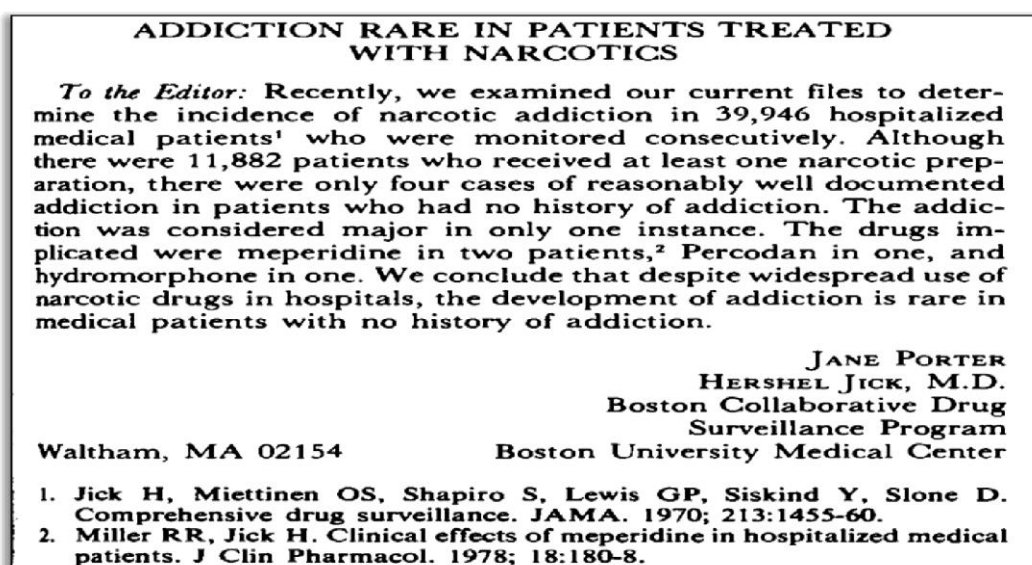 ADDICTION RARE IN PATIENTS TREATED
WITH NARCOTICS
To the Editor: Recently, we examined our current files to deter-
mine the incidence of narcotic addiction in 39,946 hospitalized
medical patients¹ who were monitored consecutively. Although
there were 11,882 patients who received at least one narcotic prep-
aration, there were only four cases of reasonably well documented
addiction in patients who had no history of addiction. The addic-
tion was considered major in only one instance. The drugs im-
plicated were meperidine in two patients,² Percodan in one, and
hydromorphone in one. We conclude that despite widespread use of
narcotic drugs in hospitals, the development of addiction is rare in
medical patients with no history of addiction.
JANE PORTER
HERSHEL JICK, M.D.
Boston Collaborative Drug
Surveillance Program
Waltham, MA 02154 Boston University Medical Center
1. Jick H, Miettinen OS, Shapiro S, Lewis GP, Siskind Y, Slone D.
Comprehensive drug surveillance. JAMA. 1970; 213:1455-60.
2. Miller RR, Jick H. Clinical effects of meperidine in hospitalized medical
patients. J Clin Pharmacol. 1978; 18:180-8.